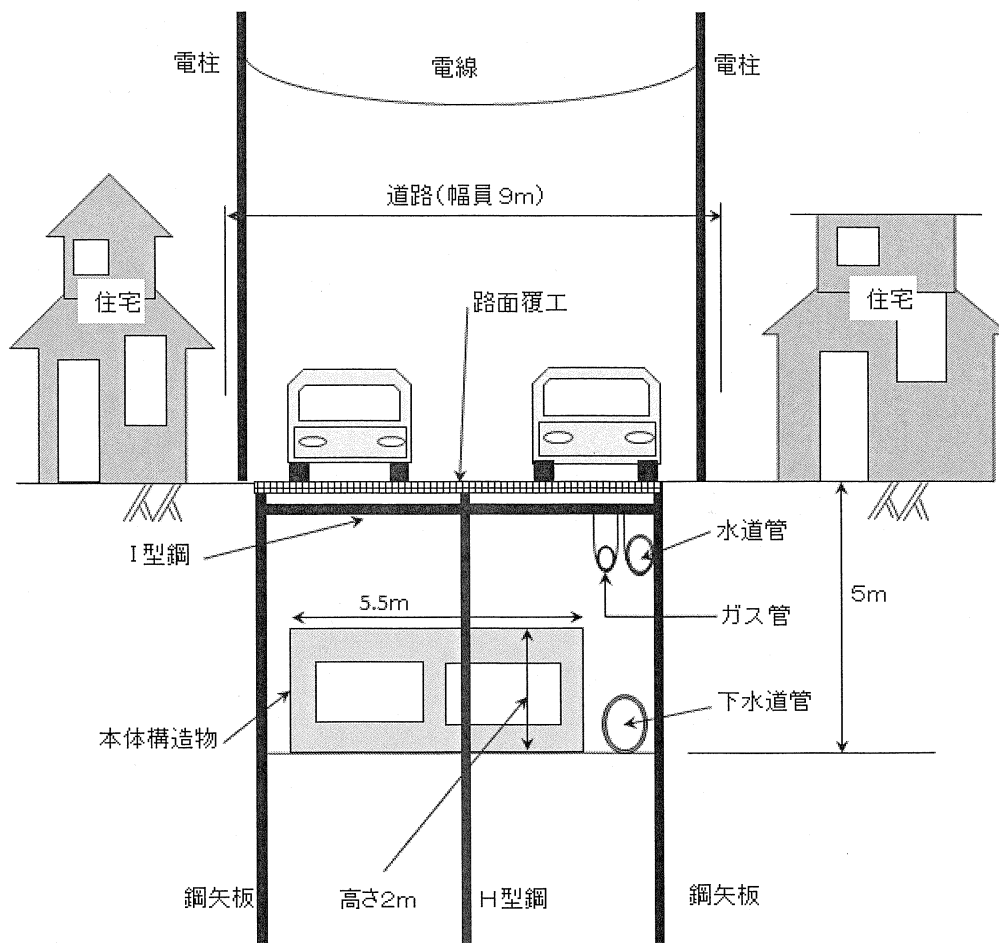 電柱
電線
電柱
道路(幅員9m)
住宅
路面覆工
住宅
I型鋼
水道管
5m
5.5m
ガス管
本体構造物
下水道管
鋼矢板
高さ2m
H型鋼
鋼矢板